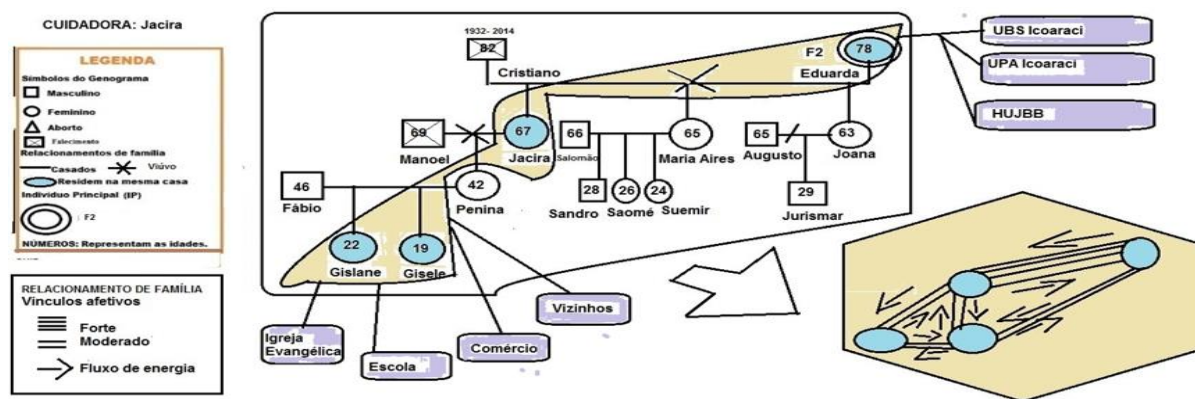 CUIDADORA: Jacira
LEGENDA
Símbolos do Genograma
Masculino
Feminino
Aborto
Falecimento
Relacionamentos de família
Casados
Viúvo
Residem na mesma casa
Indivíduo Principal (IP)
: F2
NÚMEROS: Representam as idades.
RELACIONAMENTO DE FAMÍLIA
Vínculos afetivos
Forte
Moderado
Fluxo de energia
1932- 2014
82
Cristiano
F2
78
Eduarda
69
Manoel
67
Jacira
66
Salomão
65
Maria Aires
65
Augusto
63
Joana
46
Fábio
42
Penina
28
Sandro
26
Saomé
24
Suemir
29
Jurismar
22
Gislane
19
Gisele
Igreja
Evangélica
Escola
Comércio
Vizinhos
UBS Icoaraci
UPA Icoaraci
HUJBB